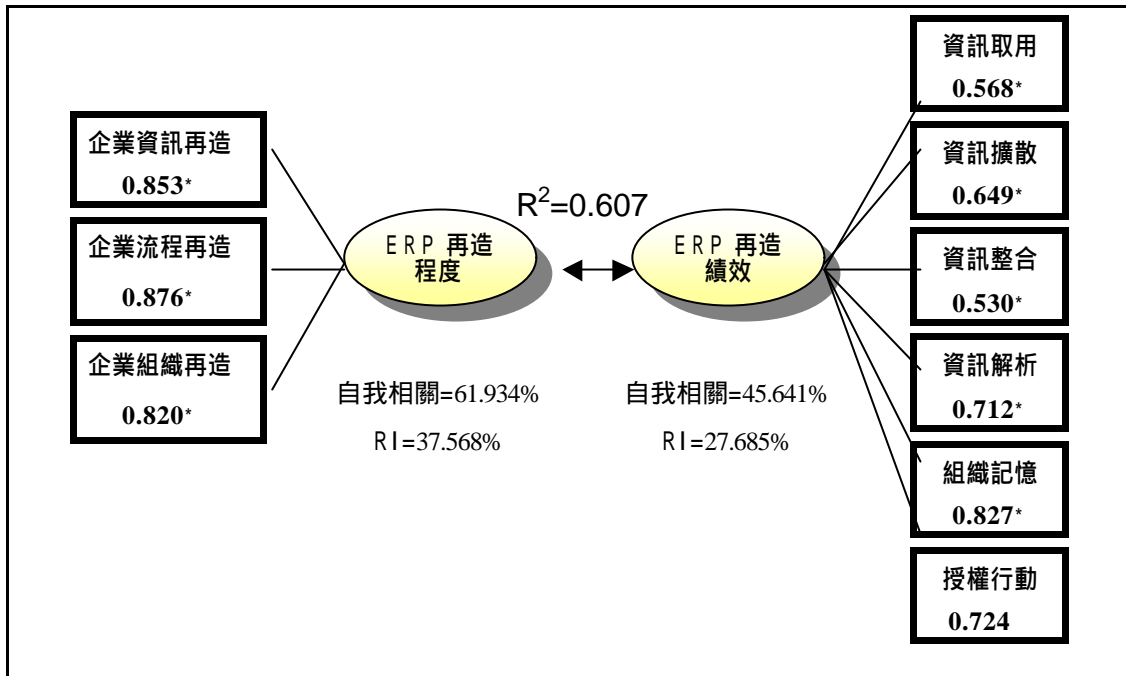 企業資訊再造
0.853*
企業流程再造
0.876*
企業組織再造
0.820*
R²=0.607
ERP 再造
程度
ERP 再造
績效
自我相關=61.934%
RI=37.568%
自我相關=45.641%
RI=27.685%
資訊取用
0.568*
資訊擴散
0.649*
資訊整合
0.530*
資訊解析
0.712*
組織記憶
0.827*
授權行動
0.724